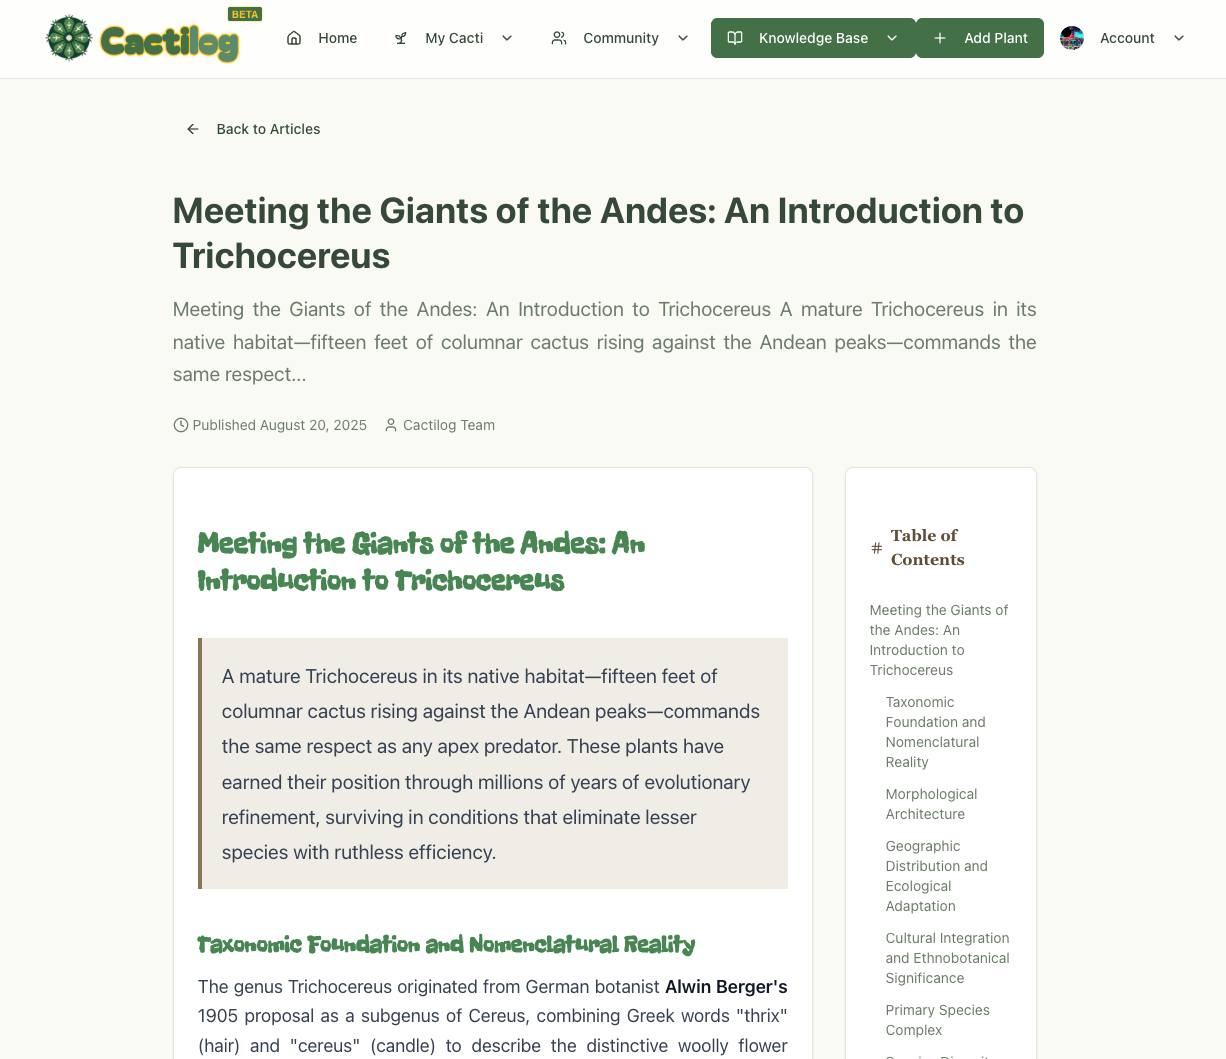 BETA
Cactilog
Home
My Cacti
Community
Knowledge Base
Add Plant
Account
Back to Articles
Meeting the Giants of the Andes: An Introduction to
Trichocereus
Meeting the Giants of the Andes: An Introduction to Trichocereus A mature Trichocereus in its
native habitat—fifteen feet of columnar cactus rising against the Andean peaks—commands the
same respect...
Published August 20, 2025
Cactilog Team
Meeting the Giants of the Andes: An
Introduction to Trichocereus
A mature Trichocereus in its native habitat—fifteen feet of
columnar cactus rising against the Andean peaks—commands
the same respect as any apex predator. These plants have
earned their position through millions of years of evolutionary
refinement, surviving in conditions that eliminate lesser
species with ruthless efficiency.
Taxonomic Foundation and Nomenclatural Reality
The genus Trichocereus originated from German botanist Alwin Berger's
1905 proposal as a subgenus of Cereus, combining Greek words "thrix"
(hair) and "cereus" (candle) to describe the distinctive woolly flower
# Table of
Contents
Meeting the Giants of
the Andes: An
Introduction to
Trichocereus
Taxonomic
Foundation and
Nomenclatural
Reality
Morphological
Architecture
Geographic
Distribution and
Ecological
Adaptation
Cultural Integration
and Ethnobotanical
Significance
Primary Species
Complex